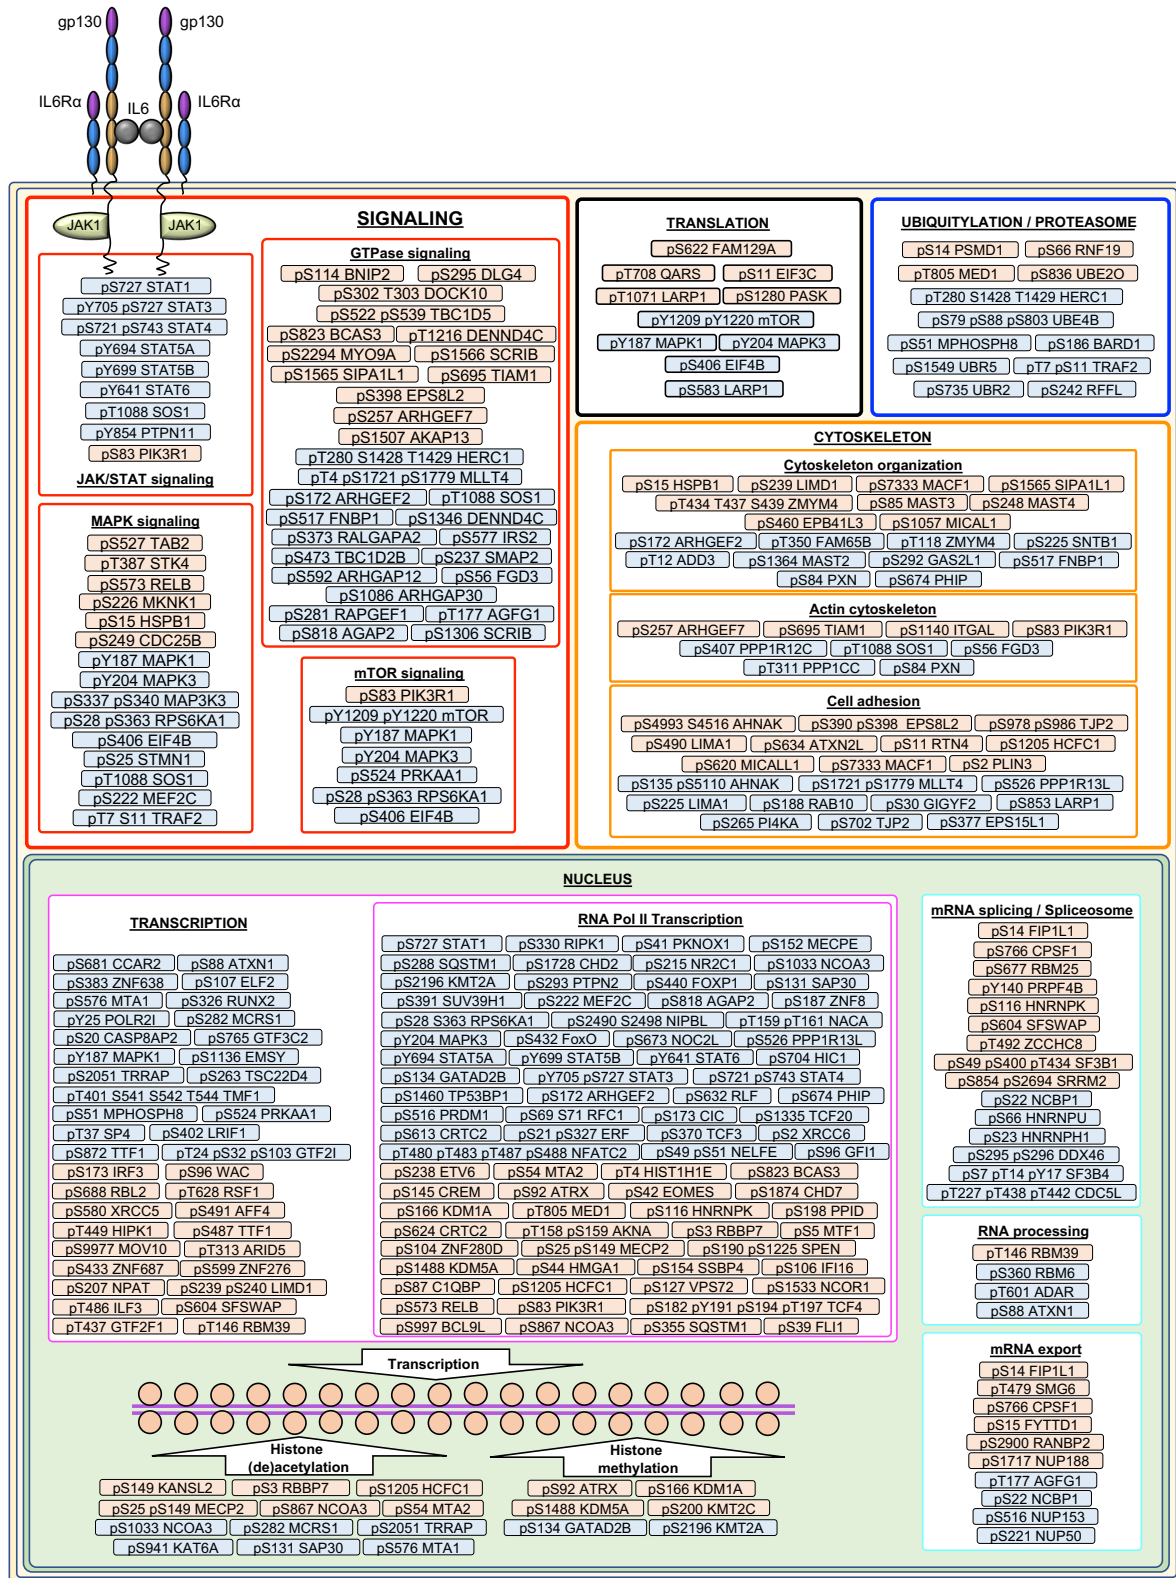 gp130
gp130
IL6Rα
IL6
IL6Rα
JAK1
JAK1
SIGNALING
pS727 STAT1
pY705 pS727 STAT3
pS721 pS743 STAT4
pY694 STAT5A
pY699 STAT5B
pY641 STAT6
pT1088 SOS1
pY854 PTPN11
pS83 PIK3R1
JAK/STAT signaling
MAPK signaling
pS527 TAB2
pT387 STK4
pS573 RELB
pS226 MKNK1
pS15 HSPB1
pS249 CDC25B
pY187 MAPK1
pY204 MAPK3
pS337 pS340 MAP3K3
pS28 pS363 RPS6KA1
pS406 EIF4B
pS25 STMN1
pT1088 SOS1
pS222 MEF2C
pT7 S11 TRAF2
GTPase signaling
pS114 BNIP2 pS295 DLG4
pS302 T303 DOCK10
pS522 pS539 TBC1D5
pS823 BCAS3 pT1216 DENND4C
pS2294 MYO9A pS1566 SCRIB
pS1565 SIPA1L1 pS695 TIAM1
pS398 EPS8L2
pS257 ARHGEF7
pS1507 AKAP13
pT280 S1428 T1429 HERC1
pT4 pS1721 pS1779 MLLT4
pS172 ARHGEF2 pT1088 SOS1
pS517 FNBP1 pS1346 DENND4C
pS373 RALGAPA2 pS577 IRS2
pS473 TBC1D2B pS237 SMAP2
pS592 ARHGAP12 pS56 FGD3
pS1086 ARHGAP30
pS281 RAPGEF1 pT177 AGFG1
pS818 AGAP2 pS1306 SCRIB
mTOR signaling
pS83 PIK3R1
pY1209 pY1220 mTOR
pY187 MAPK1
pY204 MAPK3
pS524 PRKAA1
pS28 pS363 RPS6KA1
pS406 EIF4B
TRANSLATION
pS622 FAM129A
pT708 QARS pS11 EIF3C
pT1071 LARP1 pS1280 PASK
pY1209 pY1220 mTOR
pY187 MAPK1 pY204 MAPK3
pS406 EIF4B
pS583 LARP1
UBIQUITYLATION / PROTEASOME
pS14 PSMD1 pS66 RNF19
pT805 MED1 pS836 UBE2O
pT280 S1428 T1429 HERC1
pS79 pS88 pS803 UBE4B
pS51 MPHOSPH8 pS186 BARD1
pS1549 UBR5 pT7 pS11 TRAF2
pS735 UBR2 pS242 RFFL
CYTOSKELETON
Cytoskeleton organization
pS15 HSPB1 pS239 LIMD1 pS7333 MACF1 pS1565 SIPA1L1
pT434 T437 S439 ZMYM4 pS85 MAST3 pS248 MAST4
pS460 EPB41L3 pS1057 MICAL1
pS172 ARHGEF2 pT350 FAM65B pT118 ZMYM4 pS225 SNTB1
pT12 ADD3 pS1364 MAST2 pS292 GAS2L1 pS517 FNBP1
pS84 PXN pS674 PHIP
Actin cytoskeleton
pS257 ARHGEF7 pS695 TIAM1 pS1140 ITGAL pS83 PIK3R1
pS407 PPP1R12C pT1088 SOS1 pS56 FGD3
pT311 PPP1CC pS84 PXN
Cell adhesion
pS4993 S4516 AHNAK pS390 pS398 EPS8L2 pS978 pS986 TJP2
pS490 LIMA1 pS634 ATXN2L pS11 RTN4 pS1205 HCFC1
pS620 MICALL1 pS7333 MACF1 pS2 PLIN3
pS135 pS5110 AHNAK pS1721 pS1779 MLLT4 pS526 PPP1R13L
pS225 LIMA1 pS188 RAB10 pS30 GIGYF2 pS853 LARP1
pS265 PI4KA pS702 TJP2 pS377 EPS15L1
NUCLEUS
TRANSCRIPTION
pS681 CCAR2 pS88 ATXN1
pS383 ZNF638 pS107 ELF2
pS576 MTA1 pS326 RUNX2
pY25 POLR2I pS282 MCRS1
pS20 CASP8AP2 pS765 GTF3C2
pY187 MAPK1 pS1136 EMSY
pS2051 TRRAP pS263 TSC22D4
pT401 S541 S542 T544 TMF1
pS51 MPHOSPH8 pS524 PRKAA1
pT37 SP4 pS402 LRIF1
pS872 TTF1 pT24 pS32 pS103 GTF2I
pS173 IRF3 pS96 WAC
pS688 RBL2 pT628 RSF1
pS580 XRCC5 pS491 AFF4
pT449 HIPK1 pS487 TTF1
pS9977 MOV10 pT313 ARID5
pS433 ZNF687 pS599 ZNF276
pS207 NPAT pS239 pS240 LIMD1
pT486 ILF3 pS604 SFSWAP
pT437 GTF2F1 pT146 RBM39
RNA Pol II Transcription
pS727 STAT1 pS330 RIPK1 pS41 PKNOX1 pS152 MECPE
pS288 SQSTM1 pS1728 CHD2 pS215 NR2C1 pS1033 NCOA3
pS2196 KMT2A pS293 PTPN2 pS440 FOXP1 pS131 SAP30
pS391 SUV39H1 pS222 MEF2C pS818 AGAP2 pS187 ZNF8
pS28 S363 RPS6KA1 pS2490 S2498 NIPBL pT159 pT161 NACA
pY204 MAPK3 pS432 FoxO pS673 NOC2L pS526 PPP1R13L
pY694 STAT5A pY699 STAT5B pY641 STAT6 pS704 HIC1
pS134 GATAD2B pY705 pS727 STAT3 pS721 pS743 STAT4
pS1460 TP53BP1 pS172 ARHGEF2 pS632 RLF pS674 PHIP
pS516 PRDM1 pS69 S71 RFC1 pS173 CIC pS1335 TCF20
pS613 CRTC2 pS21 pS327 ERF pS370 TCF3 pS2 XRCC6
pT480 pT483 pT487 pS488 NFATC2 pS49 pS51 NELFE pS96 GFI1
pS238 ETV6 pS54 MTA2 pT4 HIST1H1E pS823 BCAS3
pS145 CREM pS92 ATRX pS42 EOMES pS1874 CHD7
pS166 KDM1A pT805 MED1 pS116 HNRNPK pS198 PPID
pS624 CRTC2 pT158 pS159 AKNA pS3 RBBP7 pS5 MTF1
pS104 ZNF280D pS25 pS149 MECP2 pS190 pS1225 SPEN
pS1488 KDM5A pS44 HMGA1 pS154 SSBP4 pS106 IFI16
pS87 C1QBP pS1205 HCFC1 pS127 VPS72 pS1533 NCOR1
pS573 RELB pS83 PIK3R1 pS182 pY191 pS194 pT197 TCF4
pS997 BCL9L pS867 NCOA3 pS355 SQSTM1 pS39 FLI1
mRNA splicing / Spliceosome
pS14 FIP1L1
pS766 CPSF1
pS677 RBM25
pY140 PRPF4B
pS116 HNRNPK
pS604 SFSWAP
pT492 ZCCHC8
pS49 pS400 pT434 SF3B1
pS854 pS2694 SRRM2
pS22 NCBP1
pS66 HNRNPU
pS23 HNRNPH1
pS295 pS296 DDX46
pS7 pT14 pY17 SF3B4
pT227 pT438 pT442 CDC5L
RNA processing
pT146 RBM39
pS360 RBM6
pT601 ADAR
pS88 ATXN1
mRNA export
pS14 FIP1L1
pT479 SMG6
pS766 CPSF1
pS15 FYTTD1
pS2900 RANBP2
pS1717 NUP188
pT177 AGFG1
pS22 NCBP1
pS516 NUP153
pS221 NUP50
Transcription
Histone
(de)acetylation
pS149 KANSL2 pS3 RBBP7 pS1205 HCFC1
pS25 pS149 MECP2 pS867 NCOA3 pS54 MTA2
pS1033 NCOA3 pS282 MCRS1 pS2051 TRRAP
pS941 KAT6A pS131 SAP30 pS576 MTA1
Histone
methylation
pS92 ATRX pS166 KDM1A
pS1488 KDM5A pS200 KMT2C
pS134 GATAD2B pS2196 KMT2A